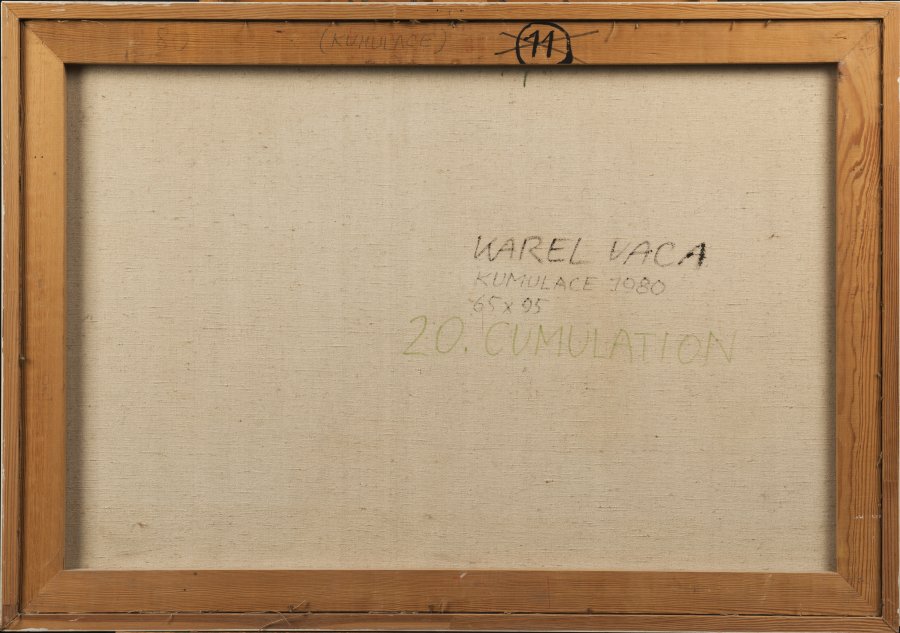 (KUMULACE)
11
KAREL VACA
KUMULACE 1980
65 x 95
20. CUMULATION